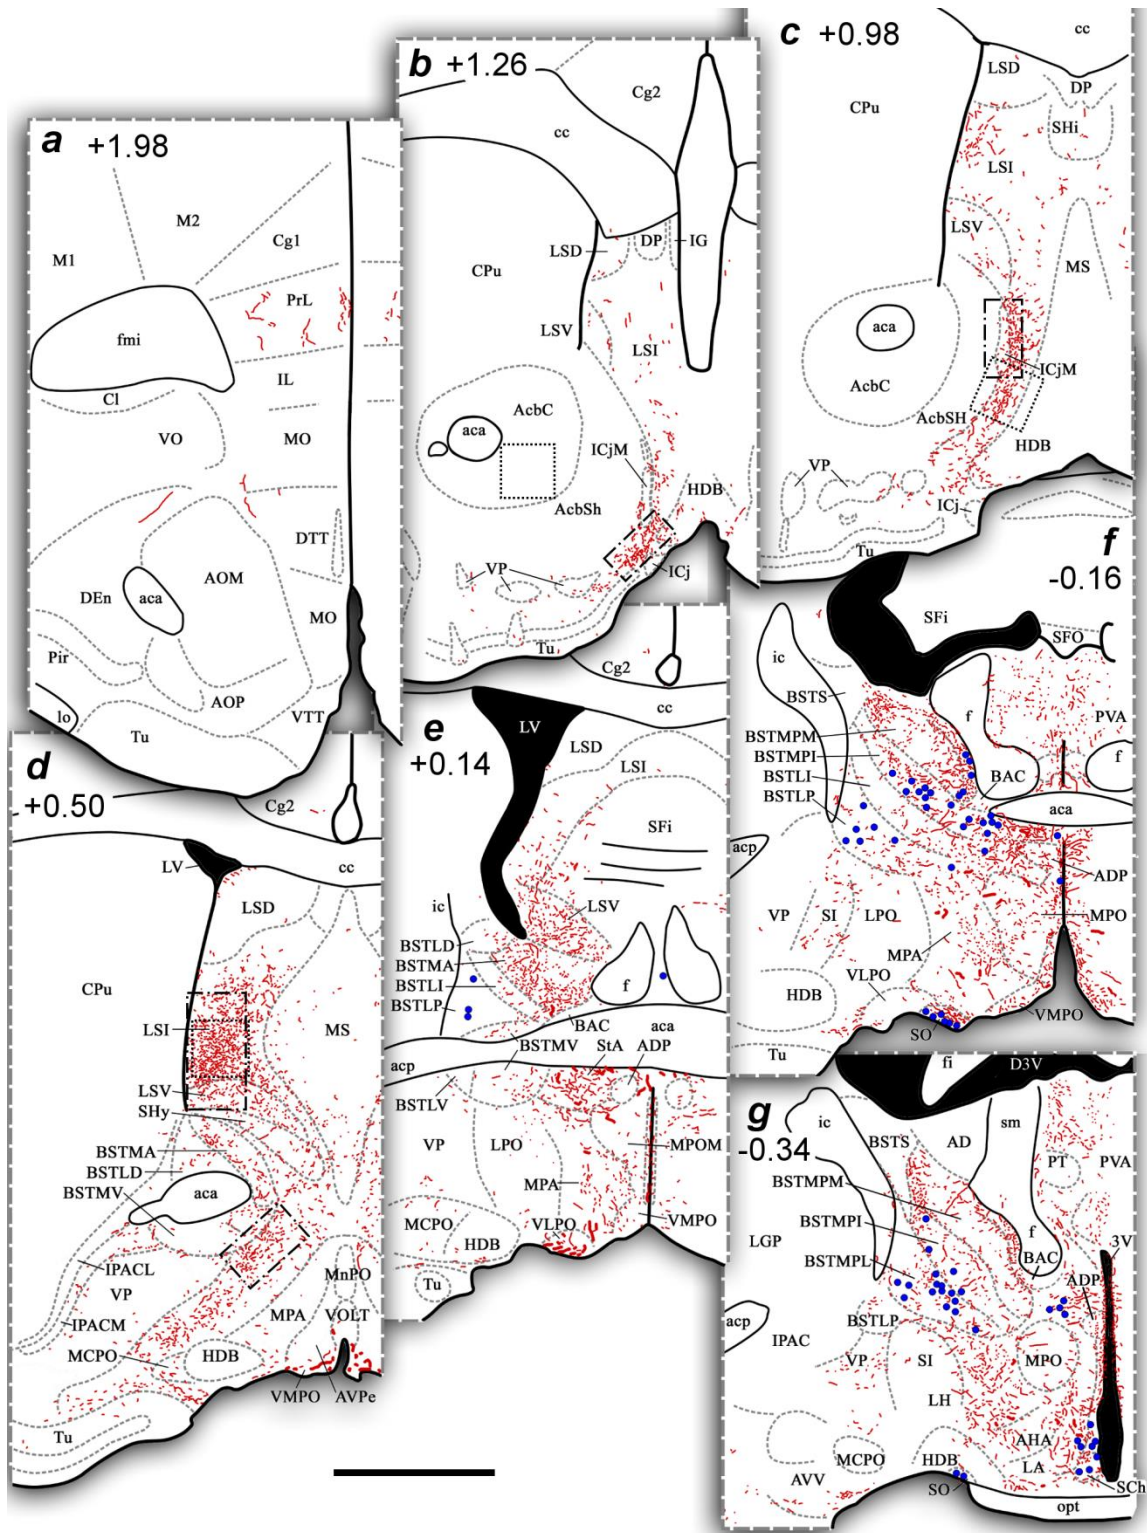 a +1.98
M2
Cg1
M1
PrL
fmi
IL
Cl
VO
MO
DTT
AOM
DEn
aca
MO
Pir
AOP
lo
VTT
Tu
b +1.26
Cg2
cc
DP
IG
LSD
CPu
LSV
LSI
AcbC
aca
ICjM
HDB
AcbSh
VP
ICj
Tu
c +0.98
cc
LSD
DP
CPu
SHi
LSI
LSV
MS
aca
ICjM
AcbC
AcbSH
HDB
VP
ICj
Tu
d
+0.50
Cg2
LV
cc
LSD
CPu
LSI
MS
LSV
SHy
BSTMA
BSTLD
BSTMV
aca
IPACL
VP
MnPO
MPA
VOLT
IPACM
MCPO
HDB
VMPO
AVPe
Tu
e
+0.14
Cg2
cc
LV
LSD
LSI
SFi
ic
LSV
BSTLD
BSTMA
BSTLI
f
BSTLP
BAC
aca
BSTMV
StA
ADP
acp
BSTLV
VP
LPO
MPOM
MPA
VMPO
MCPO
VLPO
HDB
Tu
f
-0.16
SFi
SFO
ic
BSTS
f
PVA
BSTMPM
BSTMPI
f
BSTLI
BAC
BSTLP
aca
acp
ADP
VP
SI
LPO
MPO
MPA
VLPO
HDB
VMPO
SO
Tu
g
-0.34
fi
D3V
ic
sm
BSTS
AD
PT
PVA
BSTMPM
BSTMPI
f
LGP
3V
BSTMPL
BAC
ADP
acp
BSTLP
IPAC
VP
SI
MPO
LH
AHA
MCPO
HDB
LA
AVV
SO
SCh
opt